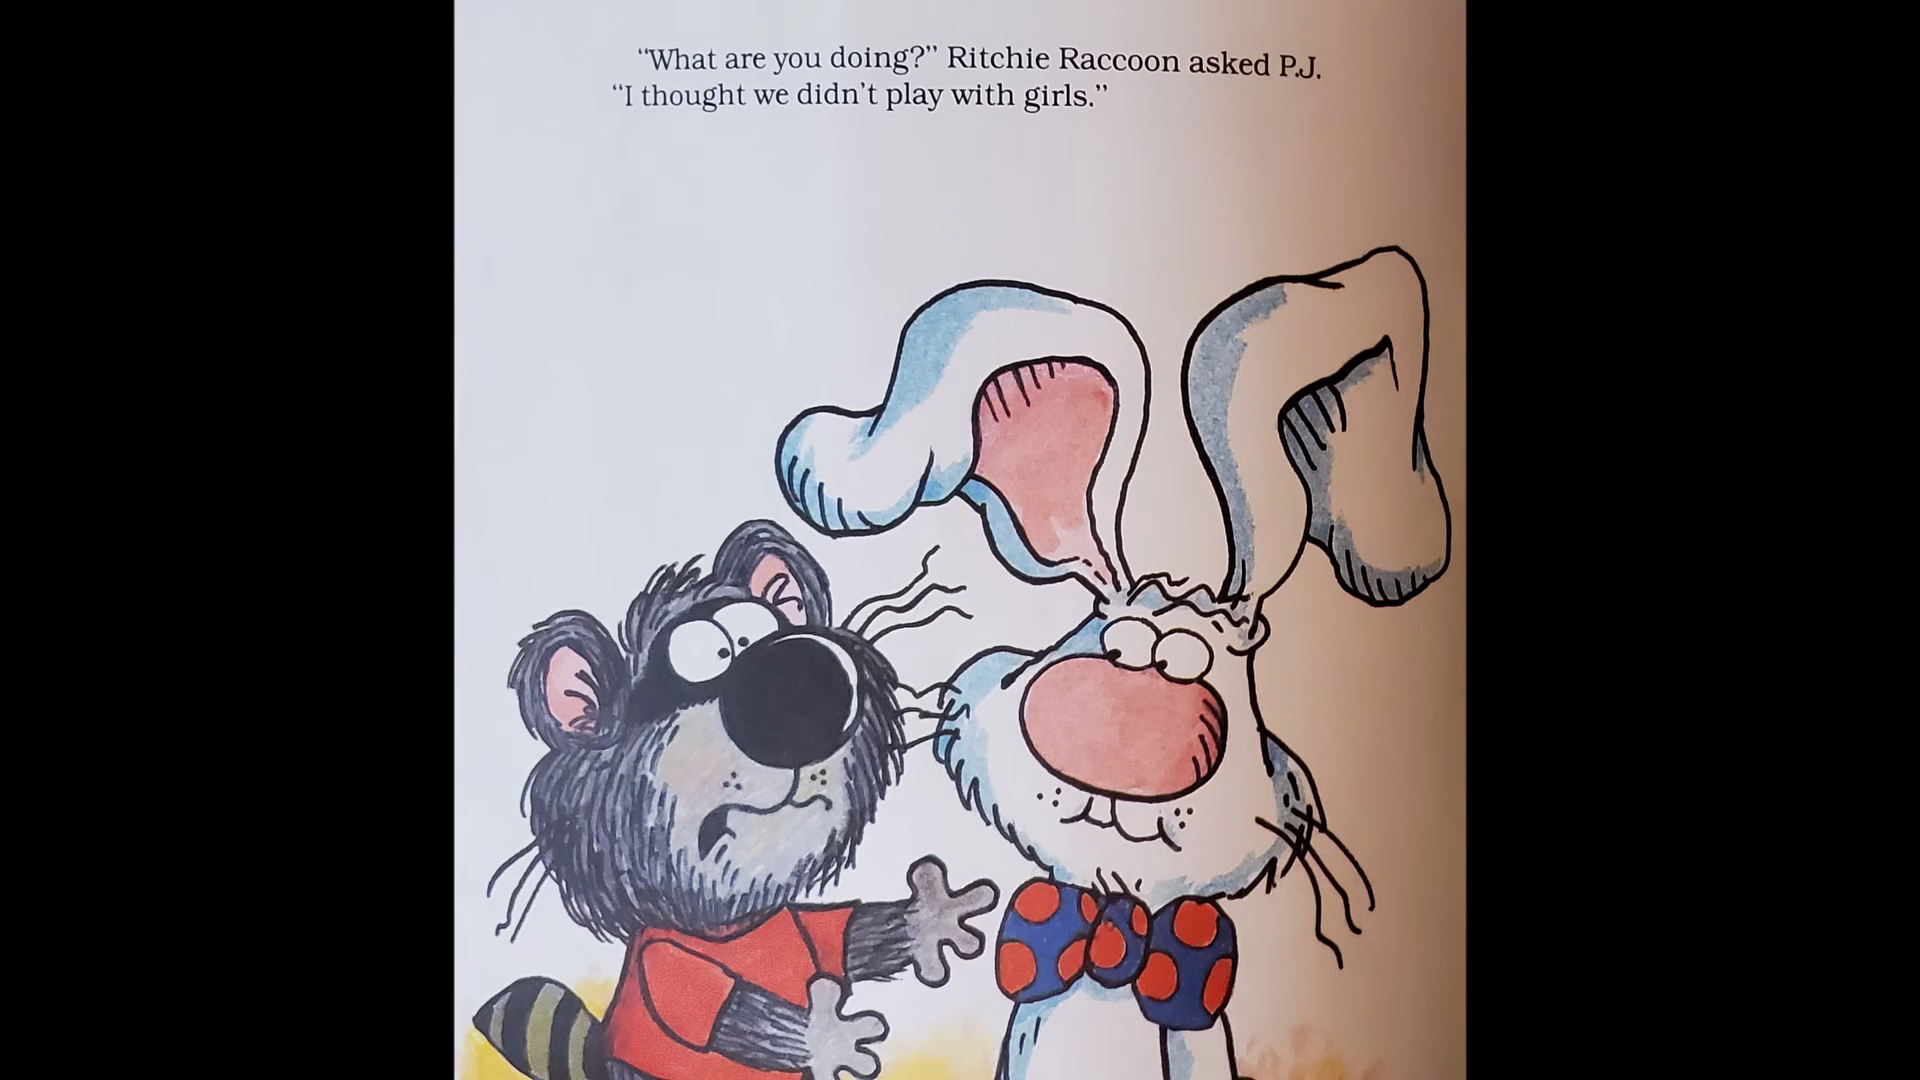 “What are you doing?” Ritchie Raccoon asked P.J.
“I thought we didn’t play with girls.”